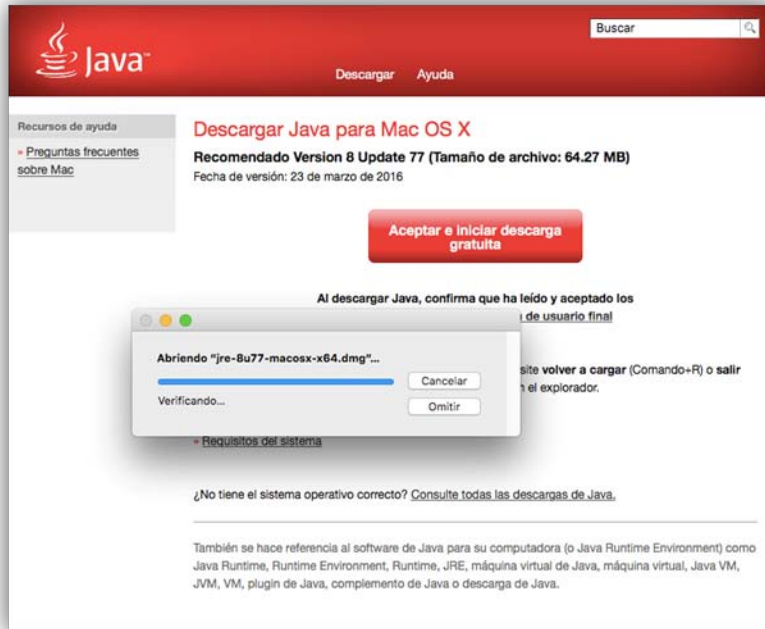 Java™
Buscar
Descargar Ayuda
Recursos de ayuda
» Preguntas frecuentes
sobre Mac
Descargar Java para Mac OS X
Recomendado Version 8 Update 77 (Tamaño de archivo: 64.27 MB)
Fecha de versión: 23 de marzo de 2016
Aceptar e iniciar descarga
gratuita
Al descargar Java, confirma que ha leído y aceptado los
de usuario final
volver a cargar (Comando+R) o salir
el explorador.
Abriendo “jre-8u77-macosx-x64.dmg”...
Cancelar
Verificando...
Omitir
» Requisitos del sistema
¿No tiene el sistema operativo correcto? Consulte todas las descargas de Java.
También se hace referencia al software de Java para su computadora (o Java Runtime Environment) como
Java Runtime, Runtime Environment, Runtime, JRE, máquina virtual de Java, máquina virtual, Java VM,
JVM, VM, plugin de Java, complemento de Java o descarga de Java.